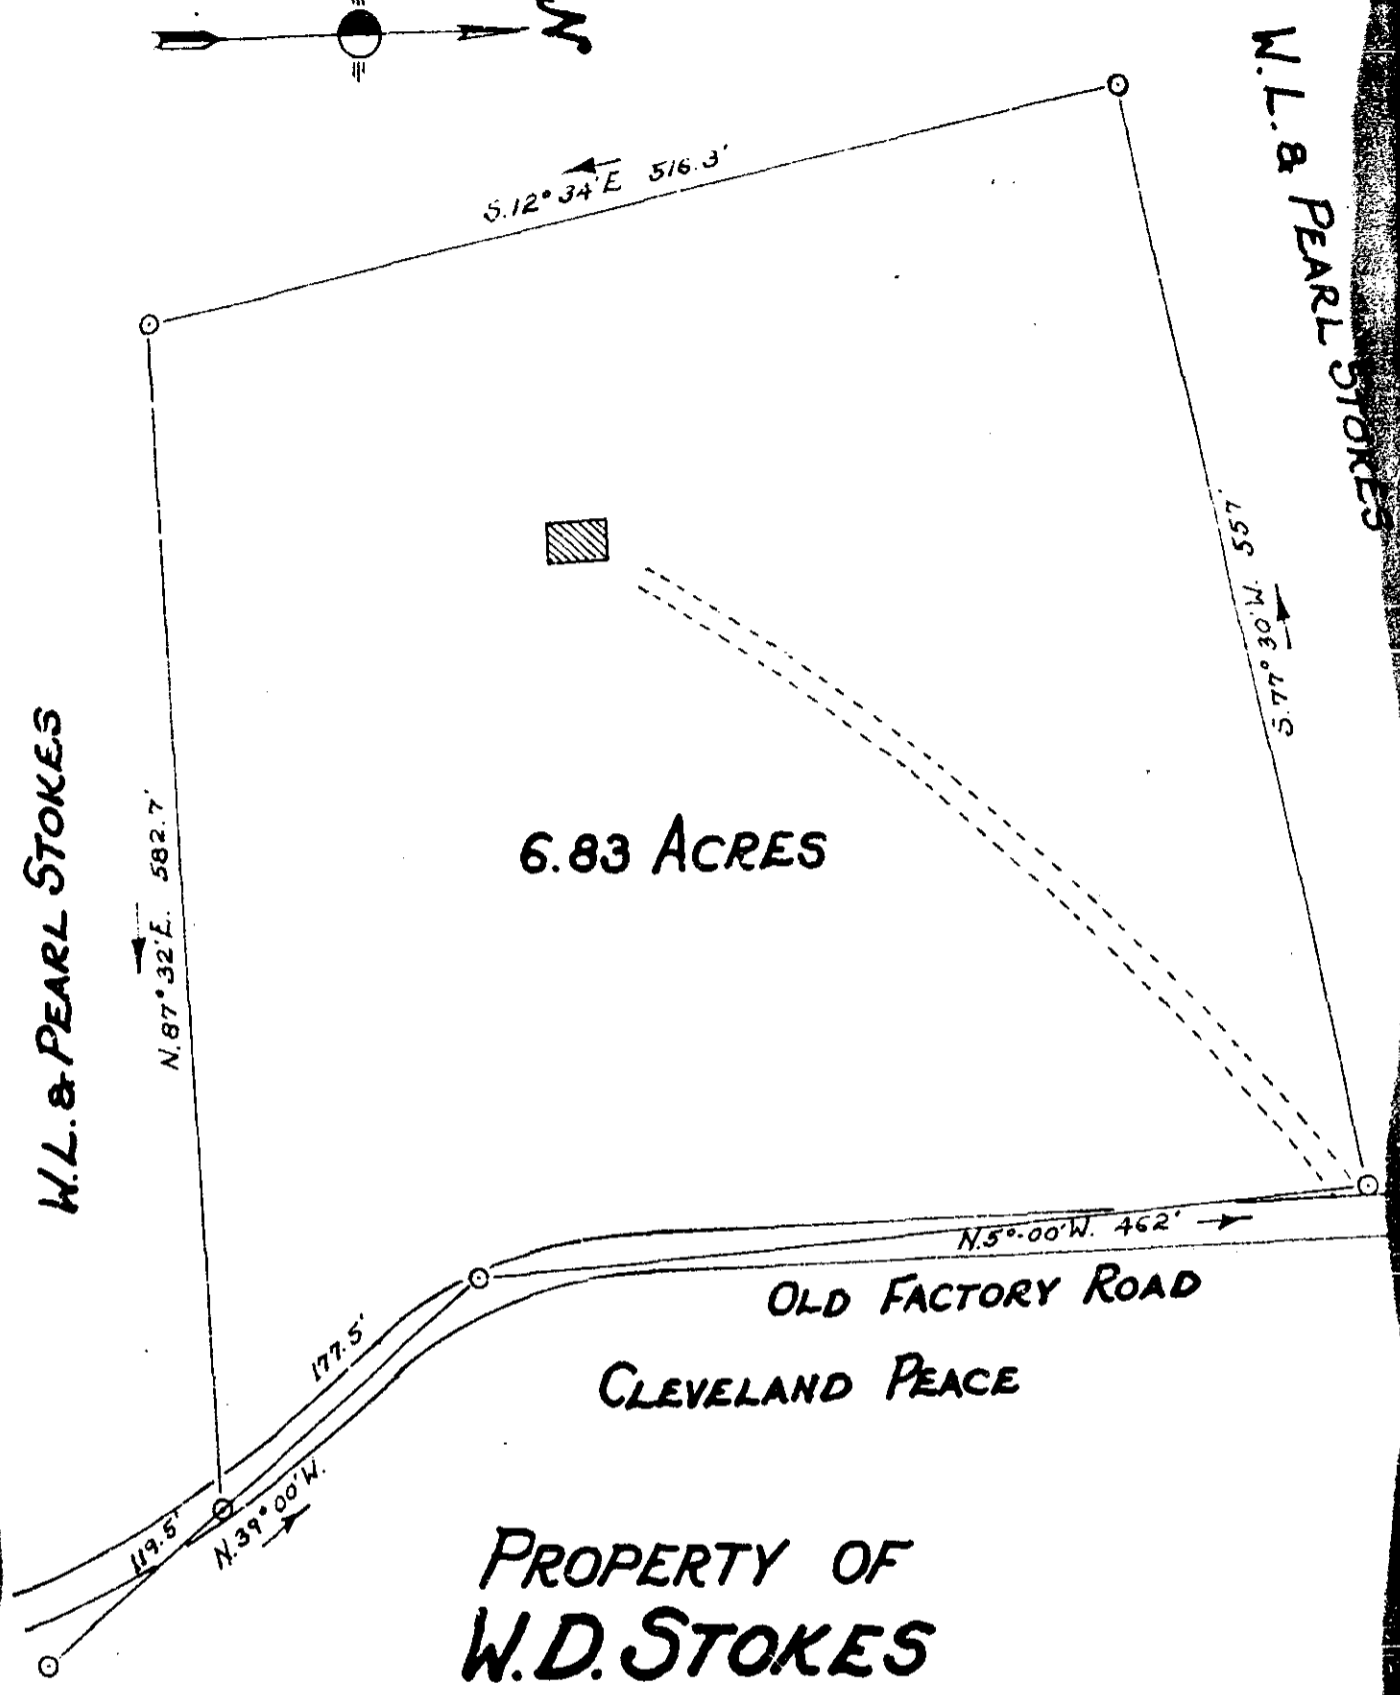 N
W.L. & PEARL STOKES
S.12°34'E 516.3'
S.77°30'W. 557'
W.L. & PEARL STOKES
N.87°32'E. 582.7'
6.83 ACRES
N.5°-00'W. 462'
OLD FACTORY ROAD
177.5'
CLEVELAND PEACE
119.5'
N.39°00'W.
PROPERTY OF
W.D. STOKES